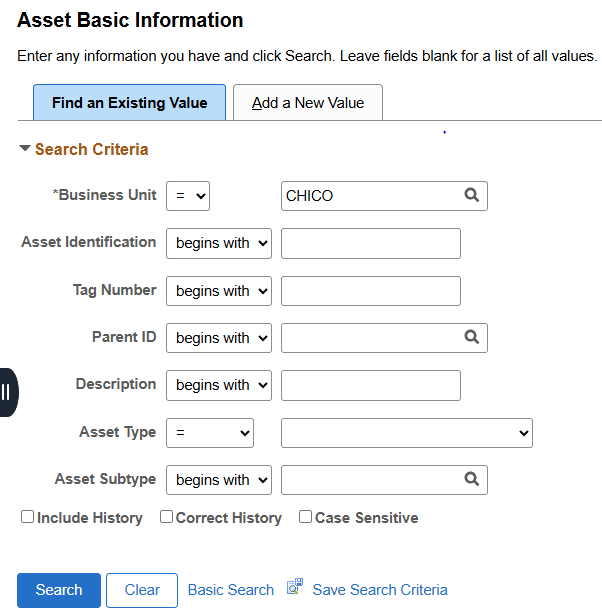 Asset Basic Information
Enter any information you have and click Search. Leave fields blank for a list of all values.
Find an Existing Value
Add a New Value
Search Criteria
*Business Unit = CHICO
Asset Identification begins with
Tag Number begins with
Parent ID begins with
Description begins with
Asset Type =
Asset Subtype begins with
Include History Correct History Case Sensitive
Search Clear Basic Search Save Search Criteria